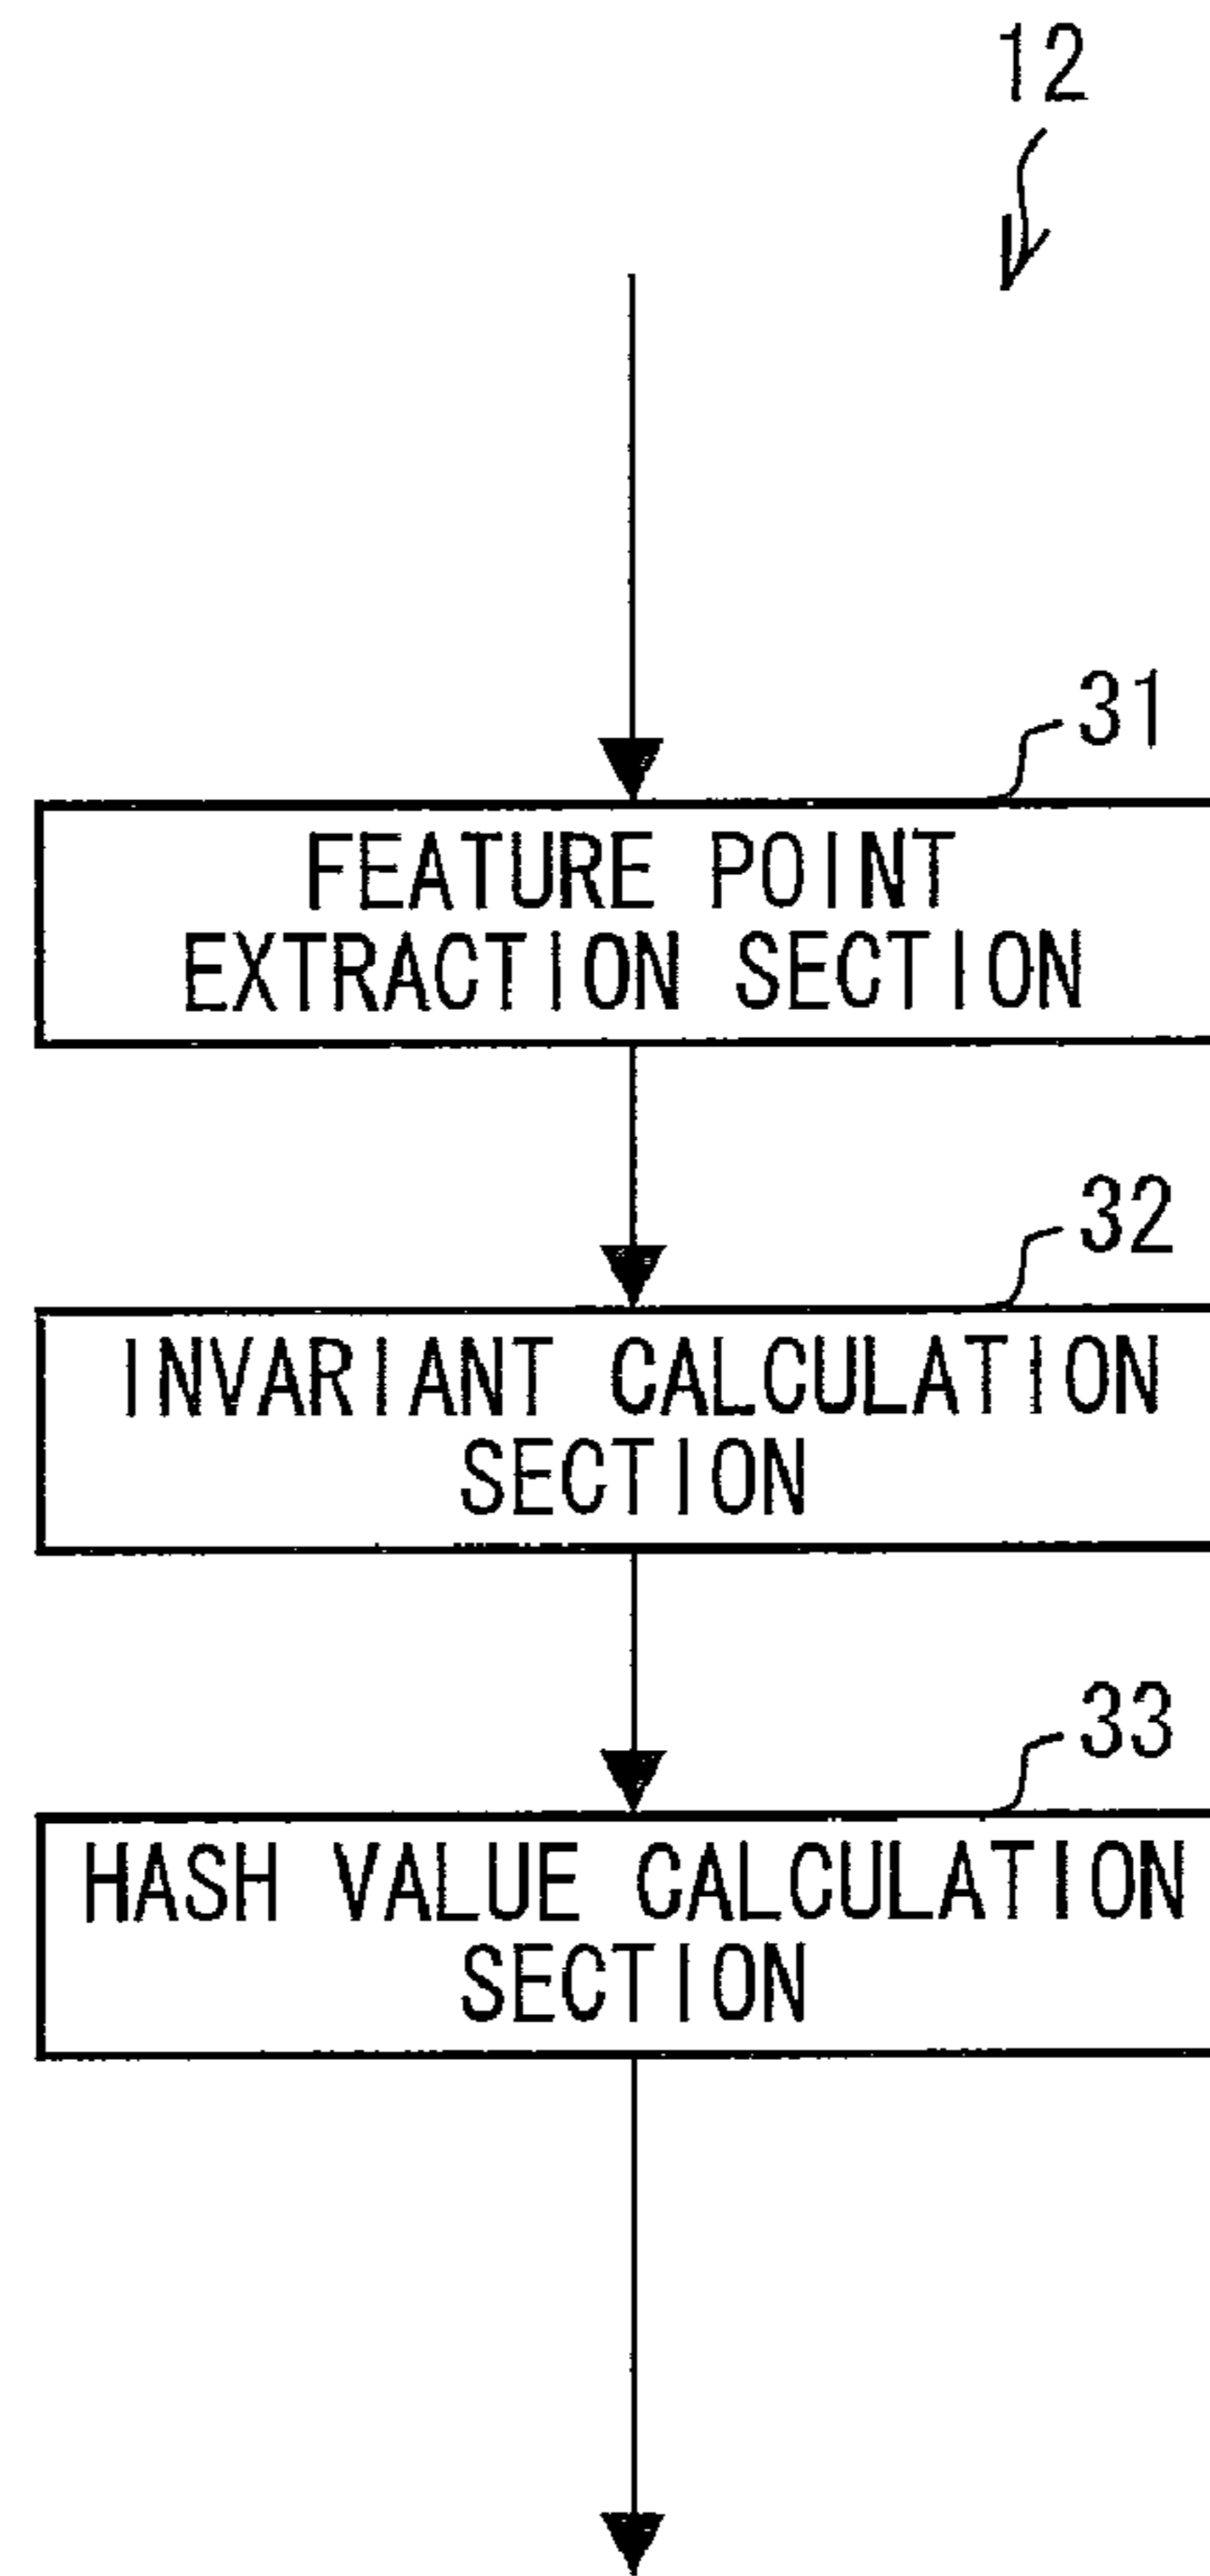 12
31
FEATURE POINT
EXTRACTION SECTION
32
INVARIANT CALCULATION
SECTION
33
HASH VALUE CALCULATION
SECTION